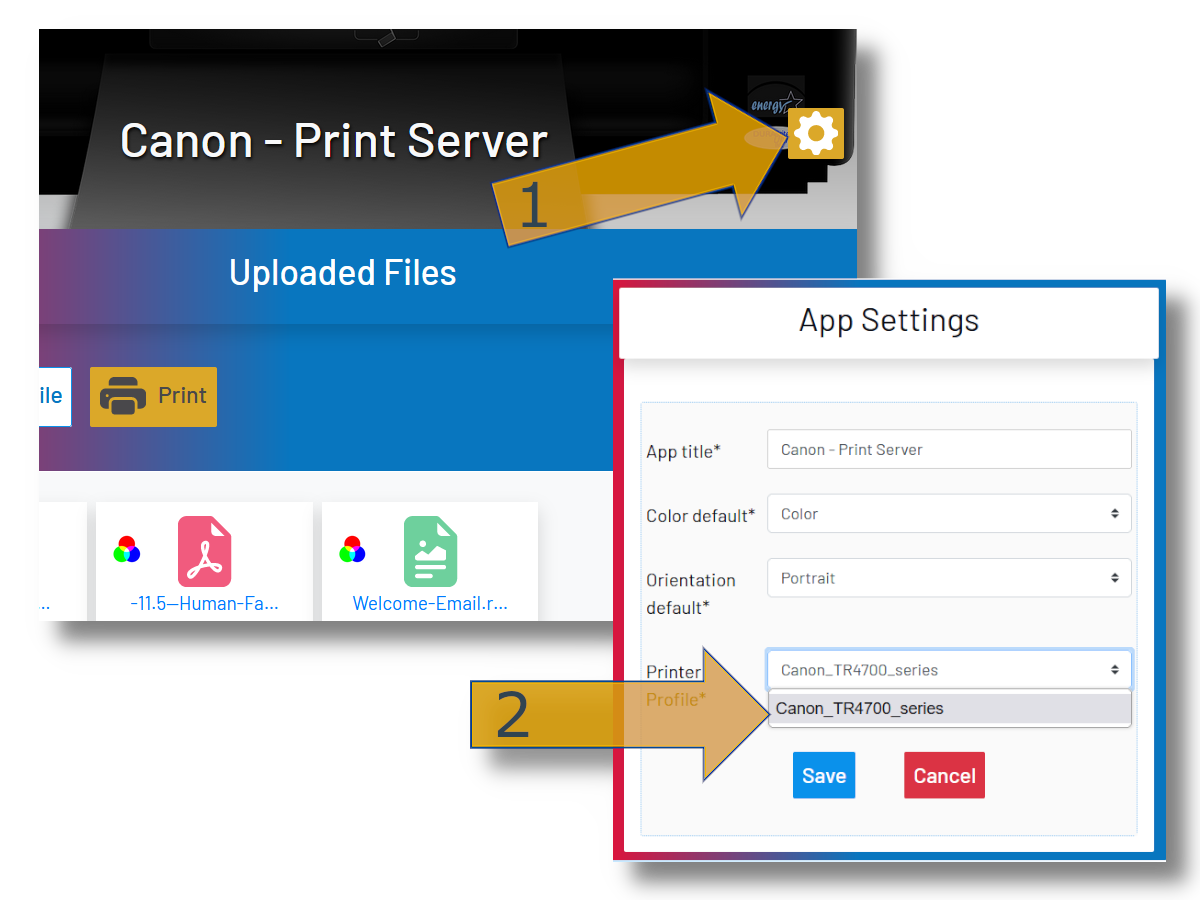 energy
Canon - Print Server
1
Uploaded Files
ile
Print
...
-11.5–Human-Fa...
Welcome-Email.r...
App Settings
App title*
Canon - Print Server
Color default*
Color
Orientation
default*
Portrait
Printer
Profile*
Canon_TR4700_series
Canon_TR4700_series
2
Save
Cancel